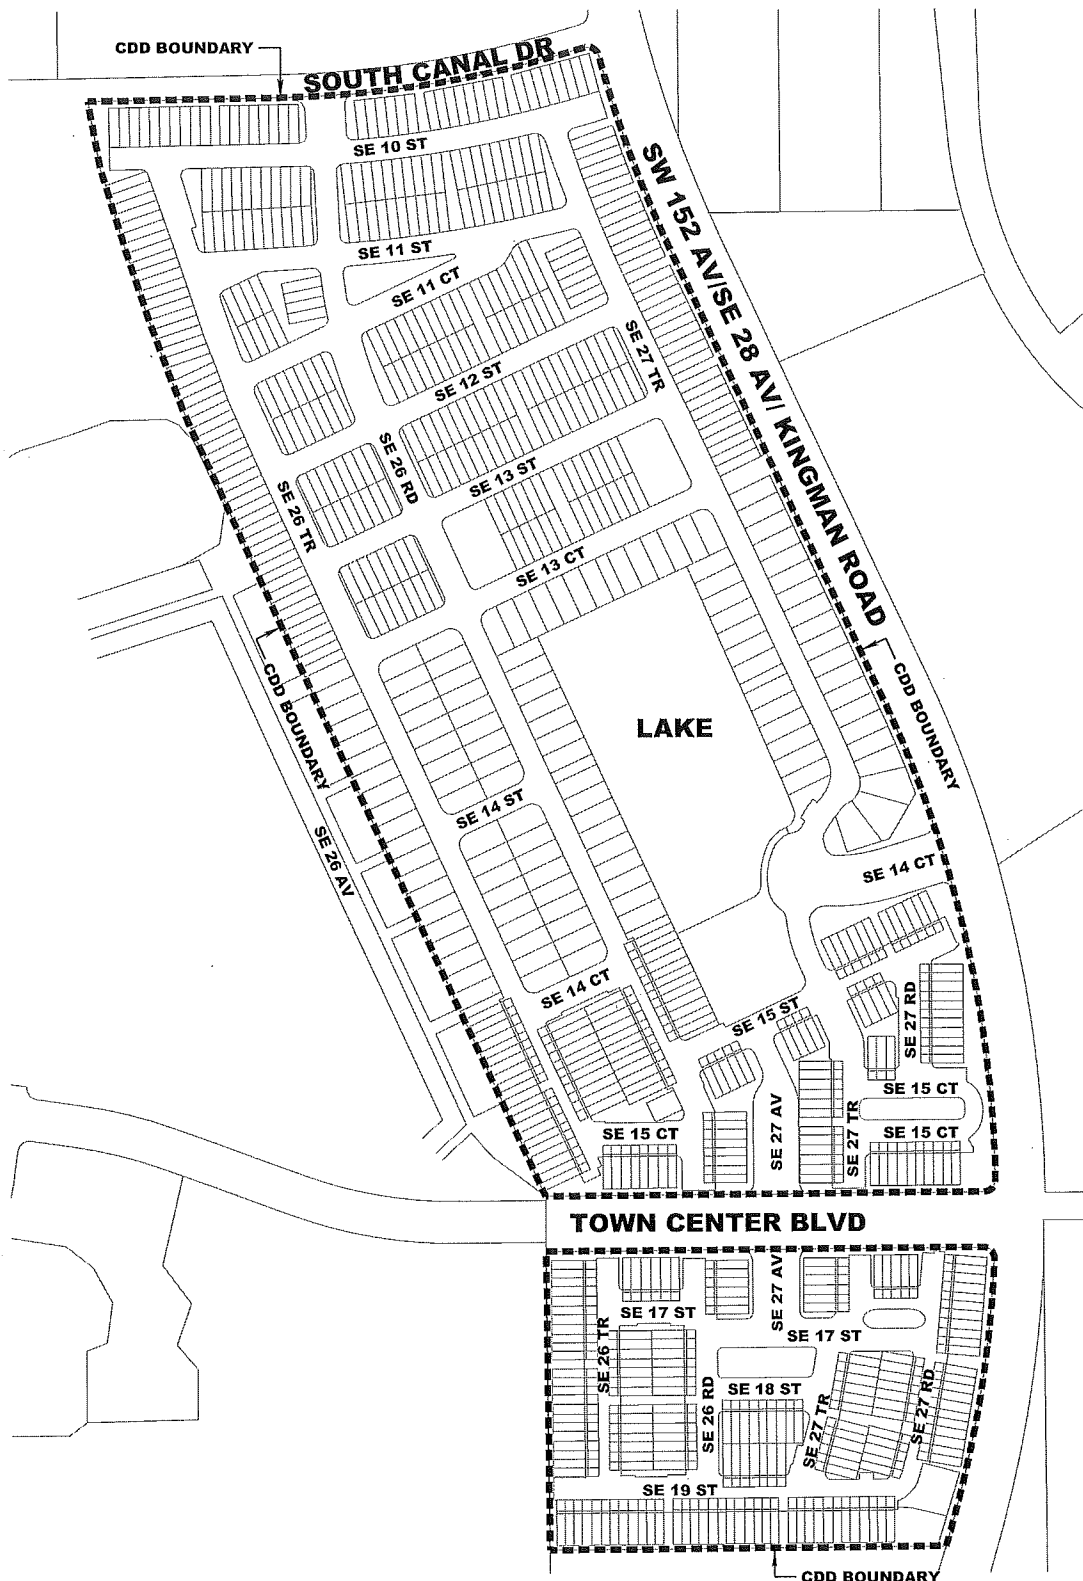 CDD BOUNDARY
SOUTH CANAL DR
SE 10 ST
SW 152 AV/SE 28 AV/ KINGMAN ROAD
SE 11 ST
SE 11 CT
SE 27 TR
SE 12 ST
SE 26 RD
SE 13 ST
SE 26 TR
SE 13 CT
CDD BOUNDARY
CDD BOUNDARY
LAKE
SE 14 ST
SE 26 AV
SE 14 CT
SE 14 CT
SE 15 ST
SE 27 RD
SE 15 CT
SE 15 CT
SE 15 CT
SE 27 AV
SE 27 TR
TOWN CENTER BLVD
SE 27 AV
SE 17 ST
SE 17 ST
SE 26 TR
SE 18 ST
SE 26 RD
SE 27 TR
SE 27 RD
SE 19 ST
CDD BOUNDARY